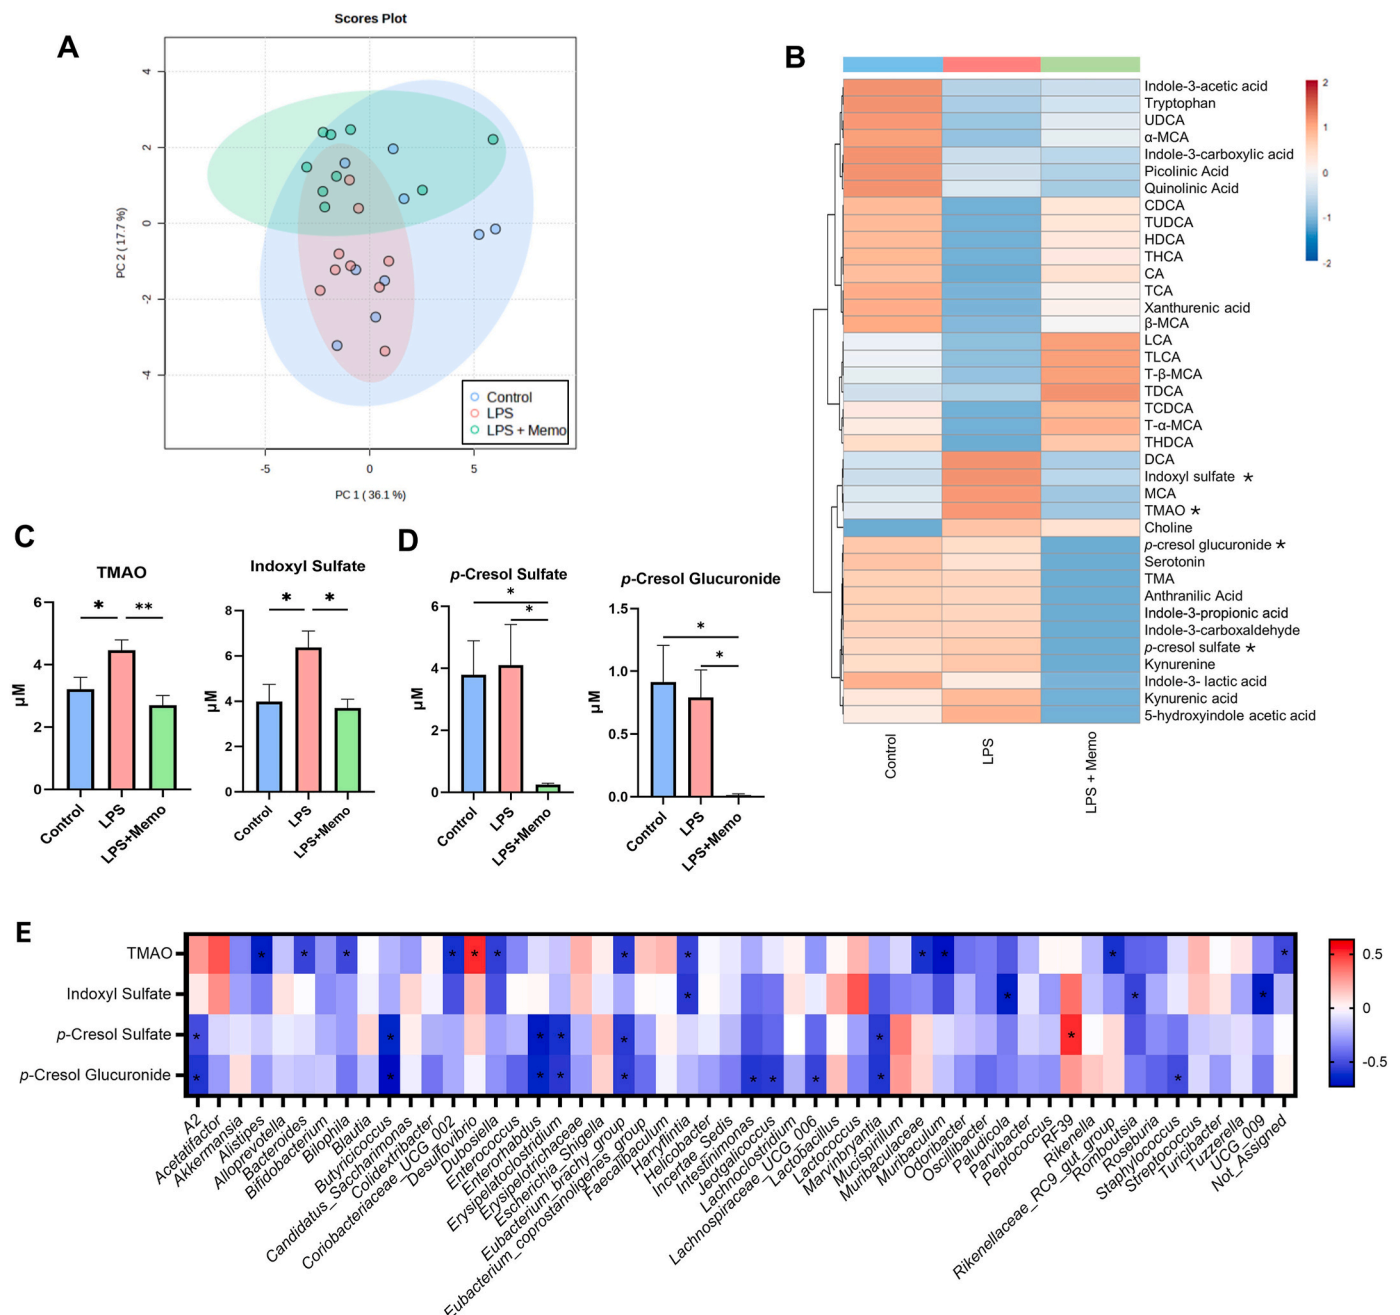 A
Scores Plot
PC 2 ( 17.7 %)
4
2
0
-2
-4
-5
0
5
PC 1 ( 36.1 %)
Control
LPS
LPS + Memo
B
Indole-3-acetic acid
Tryptophan
UDCA
α-MCA
Indole-3-carboxylic acid
Picolinic Acid
Quinolinic Acid
CDCA
TUDCA
HDCA
THCA
CA
TCA
Xanthurenic acid
β-MCA
LCA
TLCA
T-β-MCA
TDCA
TCDCA
T-α-MCA
THDCA
DCA
Indoxyl sulfate *
MCA
TMAO *
Choline
p-cresol glucuronide *
Serotonin
TMA
Anthranilic Acid
Indole-3-propionic acid
Indole-3-carboxaldehyde
p-cresol sulfate *
Kynurenine
Indole-3- lactic acid
Kynurenic acid
5-hydroxyindole acetic acid
Control
LPS
LPS + Memo
2
1
0
-1
-2
C
TMAO
μM
6
4
2
0
* **
Control
LPS
LPS+Memo
Indoxyl Sulfate
μM
8
6
4
2
0
* *
Control
LPS
LPS+Memo
D
p-Cresol Sulfate
μM
6
4
2
0
*
*
Control
LPS
LPS+Memo
p-Cresol Glucuronide
μM
1.5
1.0
0.5
0.0
*
*
Control
LPS
LPS+Memo
E
TMAO
Indoxyl Sulfate
p-Cresol Sulfate
p-Cresol Glucuronide
A2
Acetatifactor
Akkermansia
Alistipes
Alloprevotella
Bacteroides
Bifidobacterium
Bilophila
Blautia
Butyricicoccus
Candidatus_Saccharimonas
Colidextribacter
Coriobacteriaceae_UCG_002
Desulfovibrio
Dubosiella
Enterococcus
Enterorhabdus
Erysipelatoclostridium
Erysipelotrichaceae
Escherichia_Shigella
Eubacterium_brachy_group
Eubacterium_coprostanoligenes_group
Faecalibaculum
Harryflintia
Helicobacter
Incertae_Sedis
Intestinimonas
Jeotgalicoccus
Lachnoclostridium
Lachnospiraceae_UCG_006
Lactobacillus
Lactococcus
Marvinbryantia
Mucispirillum
Muribaculaceae
Muribaculum
Odoribacter
Oscillibacter
Paludicola
Parvibacter
Peptococcus
RF39
Rikenella
Rikenellaceae_RC9_gut_group
Romboutsia
Roseburia
Staphylococcus
Streptococcus
Turicibacter
Tuzzerella
UCG_009
Not_Assigned
0.5
0
-0.5